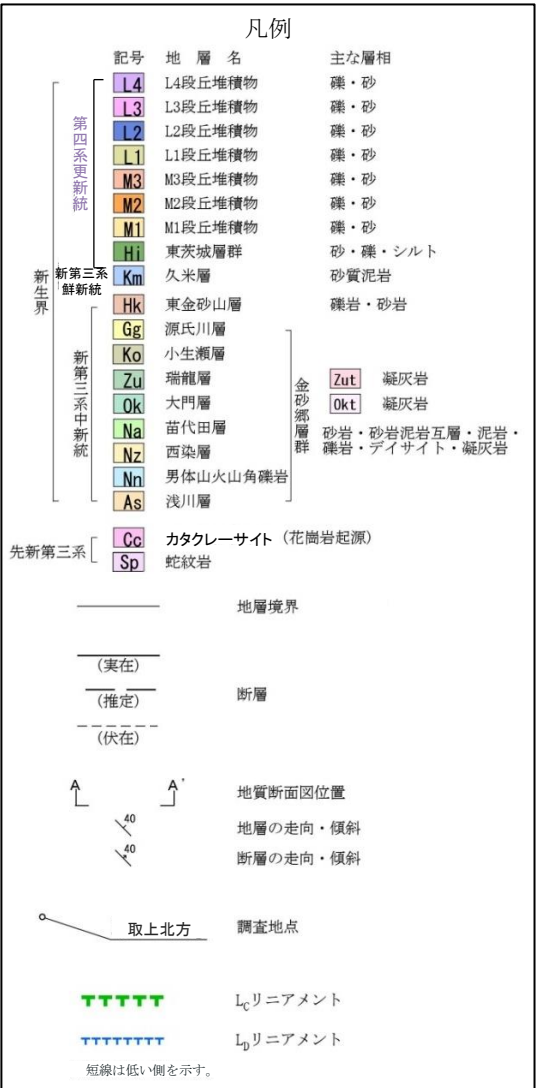 凡例
記号 地 層 名 主な層相
L4 L4段丘堆積物 礫・砂
L3 L3段丘堆積物 礫・砂
L2 L2段丘堆積物 礫・砂
L1 L1段丘堆積物 礫・砂
M3 M3段丘堆積物 礫・砂
M2 M2段丘堆積物 礫・砂
M1 M1段丘堆積物 礫・砂
Hi 東茨城層群 砂・礫・シルト
Km 久米層 砂質泥岩
Hk 東金砂山層 礫岩・砂岩
Gg 源氏川層
Ko 小生瀬層
Zu 瑞龍層
Ok 大門層
Na 苗代田層
Nz 西染層
Nn 男体山火山角礫岩
As 浅川層
第四系更新統
新第三系
鮮新統
新生界
新第三系中新統
金砂郷層群
Zut 凝灰岩
Okt 凝灰岩
砂岩・砂岩泥岩互層・泥岩・
礫岩・デイサイト・凝灰岩
先新第三系
Cc カタクレーサイト (花崗岩起源)
Sp 蛇紋岩
地層境界
(実在)
(推定)
(伏在)
断層
A A' 地質断面図位置
40 地層の走向・傾斜
40 断層の走向・傾斜
取上北方 調査地点
LCリニアメント
LDリニアメント
短線は低い側を示す。